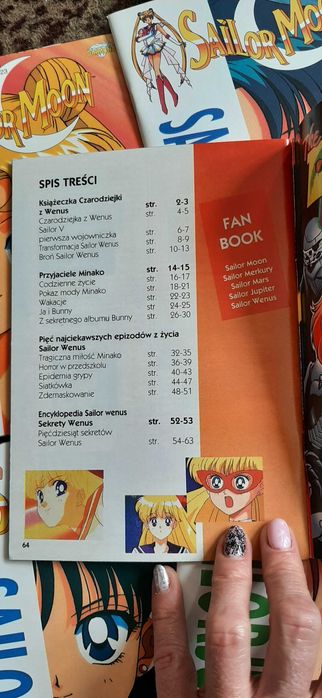 SAILOR MOON
OR MOON
SPIS TREŚCI
Książeczka Czarodziejki
z Wenus str. 2-3
Czarodziejka z Wenus str. 4-5
Sailor V
pierwsza wojowniczka str. 6-7
Transformacja Sailor Wenus str. 8-9
Broń Sailor Wenus str. 10-13
Przyjaciele Minako str. 14-15
Codzienne życie str. 16-17
Pokaz mody Minako str. 18-21
Wakacje str. 22-23
Ja i Bunny str. 24-25
Z sekretnego albumu Bunny str. 26-30
Pięć najciekawszych epizodów z życia
Sailor Wenus
Tragiczna miłość Minako str. 32-35
Horror w przedszkolu str. 36-39
Epidemia grypy str. 40-43
Siatkówka str. 44-47
Zdemaskowanie str. 48-51
Encyklopedia Sailor wenus
Sekrety Wenus str. 52-53
Pięćdziesiąt sekretów
Sailor Wenus str. 54-63
64
FAN
BOOK
Sailor Moon
Sailor Merkury
Sailor Mars
Sailor Jupiter
Sailor Wenus